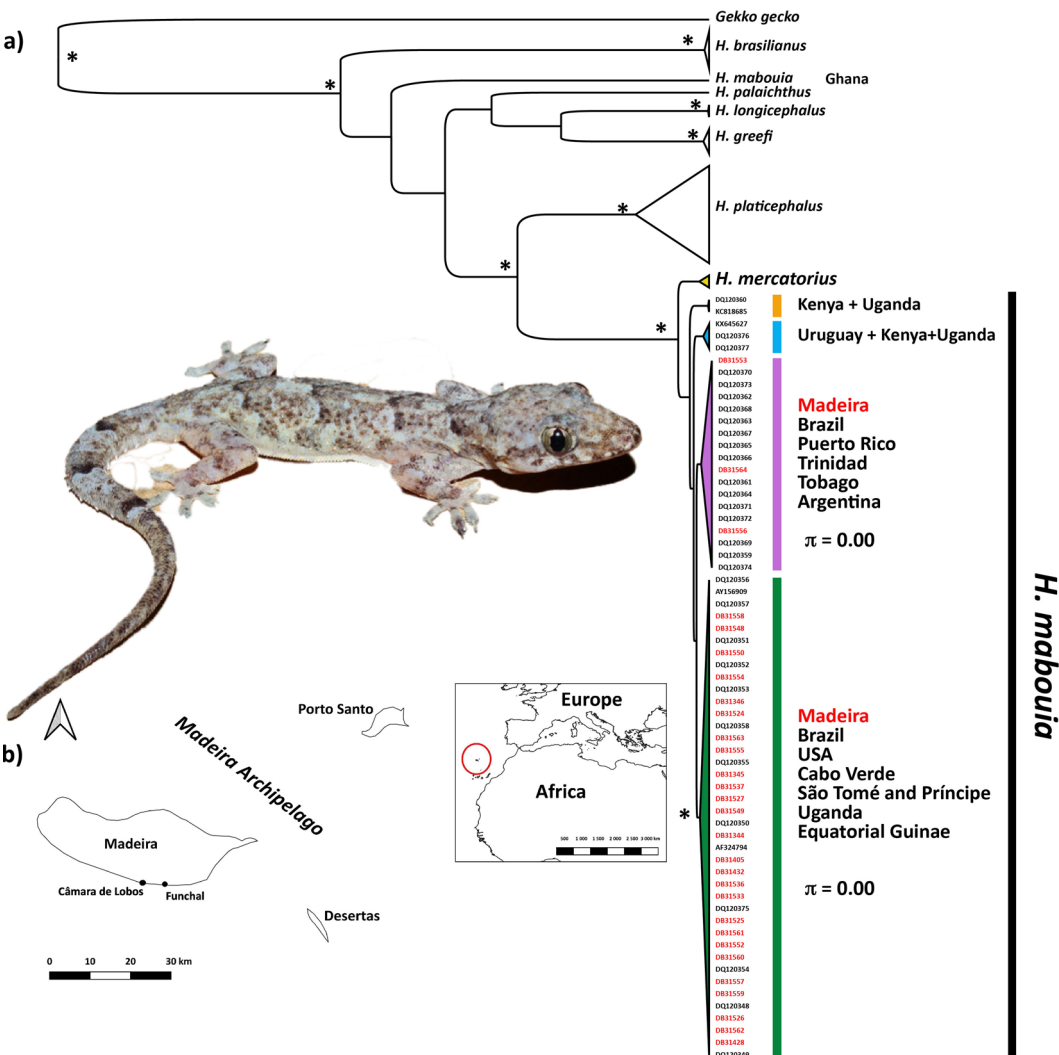 a)
Gekko gecko
*
H. brasilianus
*
*
H. mabouia Ghana
H. palaichthus
*
H. longicephalus
*
H. greefi
*
H. platicephalus
*
H. mercatorius
*
DQ120360
KC818685
Kenya + Uganda
KX645627
DQ120376
DQ120377
Uruguay + Kenya+Uganda
DB31553
DQ120370
DQ120373
DQ120362
DQ120368
DQ120363
DQ120367
DQ120365
DQ120366
DB31564
DQ120361
DQ120364
DQ120371
DQ120372
DB31556
DQ120369
DQ120359
DQ120374
Madeira
Brazil
Puerto Rico
Trinidad
Tobago
Argentina
π = 0.00
DQ120356
AY156909
DQ120357
DB31558
DB31548
DQ120351
DB31550
DQ120352
DB31554
DQ120353
DB31346
DB31524
DQ120358
DB31563
DB31555
DQ120355
DB31345
DB31537
DB31527
DB31549
DQ120350
DB31344
AF324794
DB31405
DB31432
DB31536
DB31533
DQ120375
DB31525
DB31561
DB31552
DB31560
DQ120354
DB31557
DB31559
DQ120348
DB31526
DB31562
DB31428
DQ120349
*
Madeira
Brazil
USA
Cabo Verde
São Tomé and Príncipe
Uganda
Equatorial Guinae
π = 0.00
H. mabouia
b)
Madeira Archipelago
Porto Santo
Madeira
Câmara de Lobos
Funchal
Desertas
0 10 20 30 km
Europe
Africa
500 1 000 1 500 2 000 2 500 3 000 km